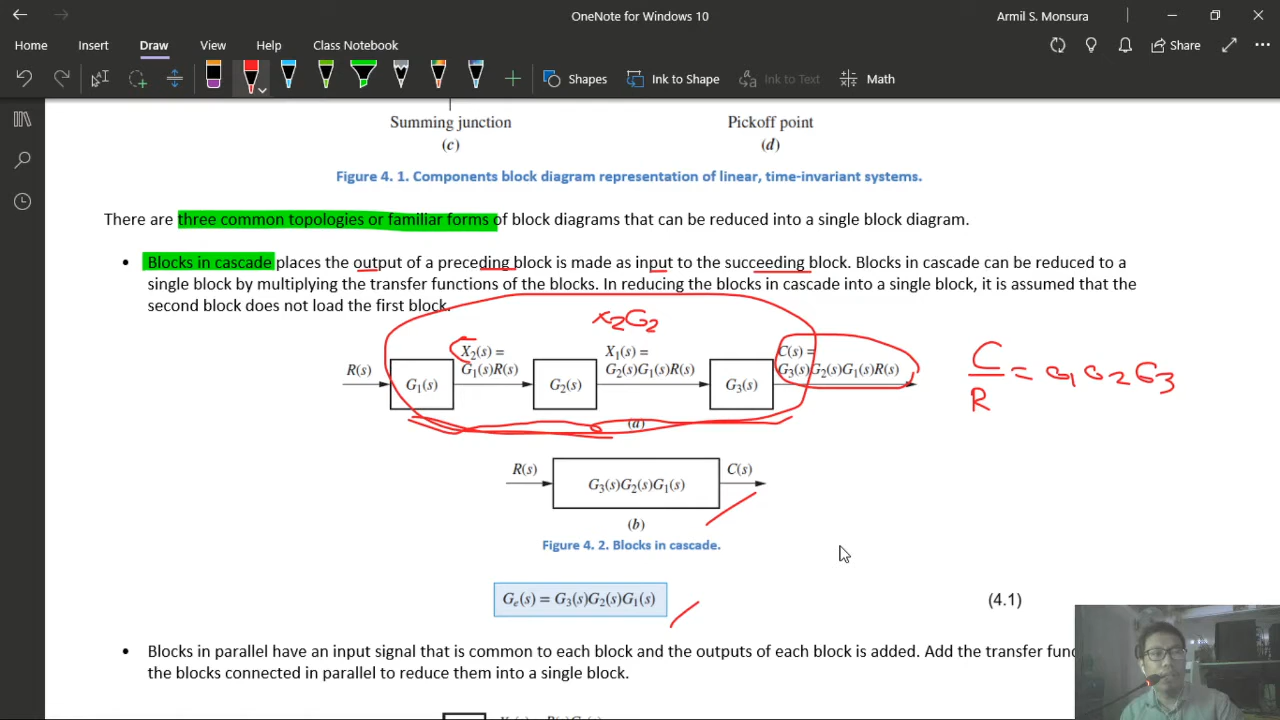 OneNote for Windows 10
Armil S. Monsura
Home Insert Draw View Help Class Notebook
Share
Shapes Ink to Shape Ink to Text Math
Summing junction Pickoff point
(c) (d)
Figure 4. 1. Components block diagram representation of linear, time-invariant systems.
There are three common topologies or familiar forms of block diagrams that can be reduced into a single block diagram.
• Blocks in cascade places the output of a preceding block is made as input to the succeeding block. Blocks in cascade can be reduced to a
single block by multiplying the transfer functions of the blocks. In reducing the blocks in cascade into a single block, it is assumed that the
second block does not load the first block.
X₂G₂
X₂(s) = X₁(s) = C(s) =
R(s) G₁(s)R(s) G₂(s)G₁(s)R(s) G₃(s)G₂(s)G₁(s)R(s)
G₁(s) G₂(s) G₃(s)
C/R = G₁G₂G₃
(a)
R(s) C(s)
G₃(s)G₂(s)G₁(s)
(b)
Figure 4. 2. Blocks in cascade.
Gₑ(s) = G₃(s)G₂(s)G₁(s) (4.1)
• Blocks in parallel have an input signal that is common to each block and the outputs of each block is added. Add the transfer
the blocks connected in parallel to reduce them into a single block.